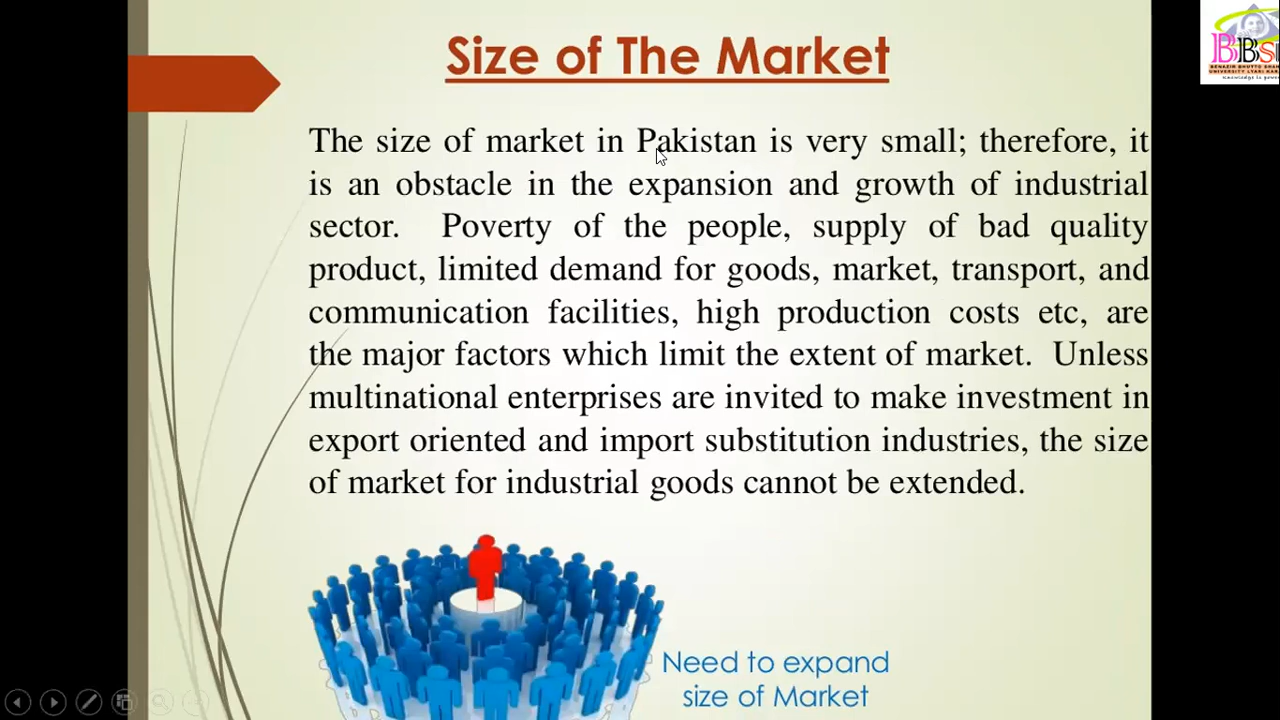 Size of The Market
The size of market in Pakistan is very small; therefore, it
is an obstacle in the expansion and growth of industrial
sector. Poverty of the people, supply of bad quality
product, limited demand for goods, market, transport, and
communication facilities, high production costs etc, are
the major factors which limit the extent of market. Unless
multinational enterprises are invited to make investment in
export oriented and import substitution industries, the size
of market for industrial goods cannot be extended.
Need to expand
size of Market
BENAZIR BHUTTO
UNIVERSITY LYARI